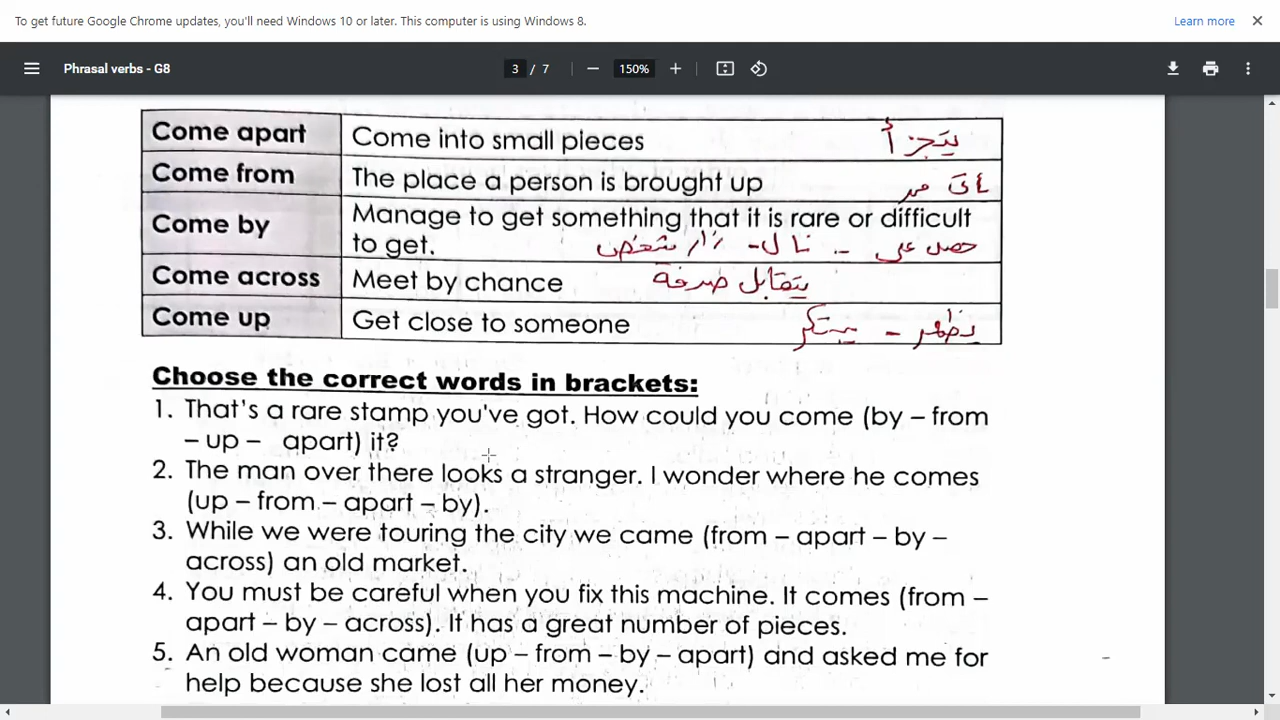 To get future Google Chrome updates, you'll need Windows 10 or later. This computer is using Windows 8.
Learn more
Phrasal verbs - G8
3 / 7
150%
Come apart Come into small pieces يتجزأ
Come from The place a person is brought up
Come by Manage to get something that it is rare or difficult
to get. حصل على - نال - زار شخص
Come across Meet by chance يتقابل صدفة
Come up Get close to someone يظهر - يبتكر
Choose the correct words in brackets:
1. That's a rare stamp you've got. How could you come (by – from
– up – apart) it?
2. The man over there looks a stranger. I wonder where he comes
(up – from – apart – by).
3. While we were touring the city we came (from – apart – by –
across) an old market.
4. You must be careful when you fix this machine. It comes (from –
apart – by – across). It has a great number of pieces.
5. An old woman came (up – from – by – apart) and asked me for
help because she lost all her money.